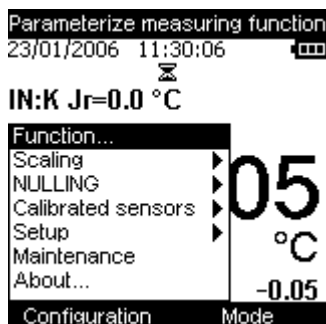 Parameterize measuring function
23/01/2006 11:30:06
IN:K Jr=0.0 °C
Function...
Scaling
NULLING
Calibrated sensors
Setup
Maintenance
About...
05
°C
-0.05
Configuration Mode